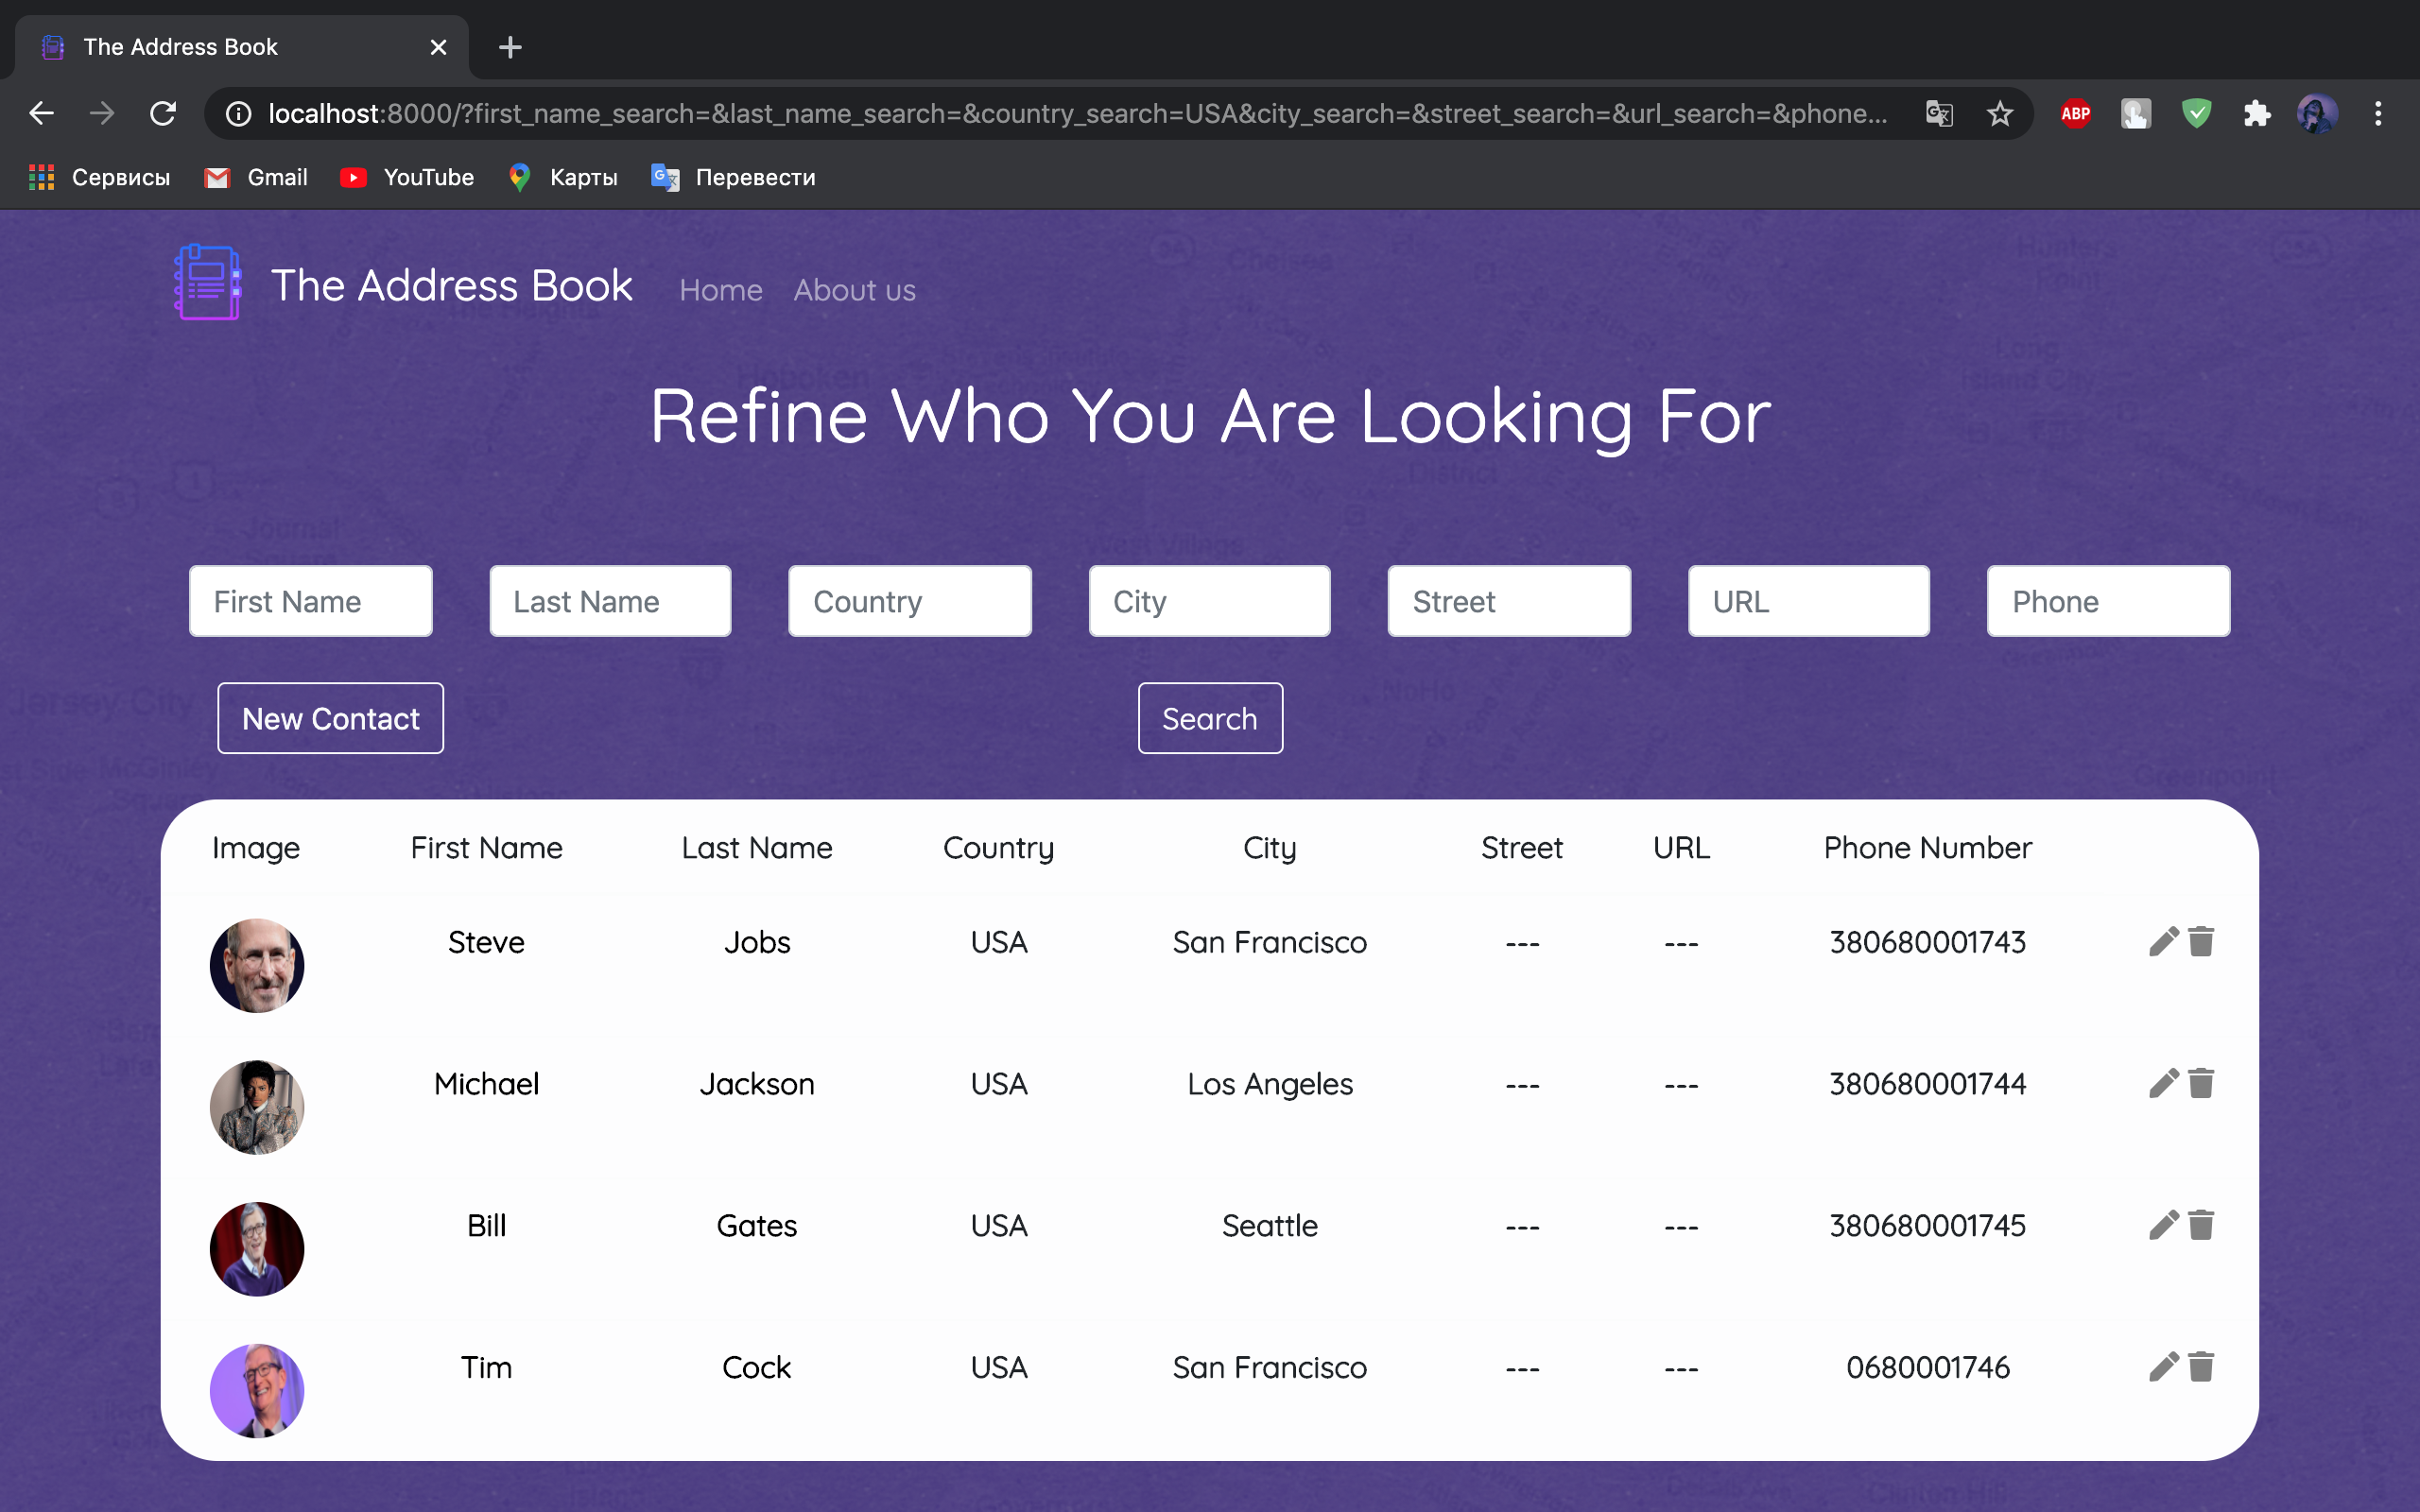 The Address Book
localhost:8000/?first_name_search=&last_name_search=&country_search=USA&city_search=&street_search=&url_search=&phone...
ABP
Сервисы Gmail YouTube Карты Перевести
The Address Book Home About us
Refine Who You Are Looking For
First Name Last Name Country City Street URL Phone
New Contact Search
Image First Name Last Name Country City Street URL Phone Number
Steve Jobs USA San Francisco --- --- 380680001743
Michael Jackson USA Los Angeles --- --- 380680001744
Bill Gates USA Seattle --- --- 380680001745
Tim Cock USA San Francisco --- --- 0680001746